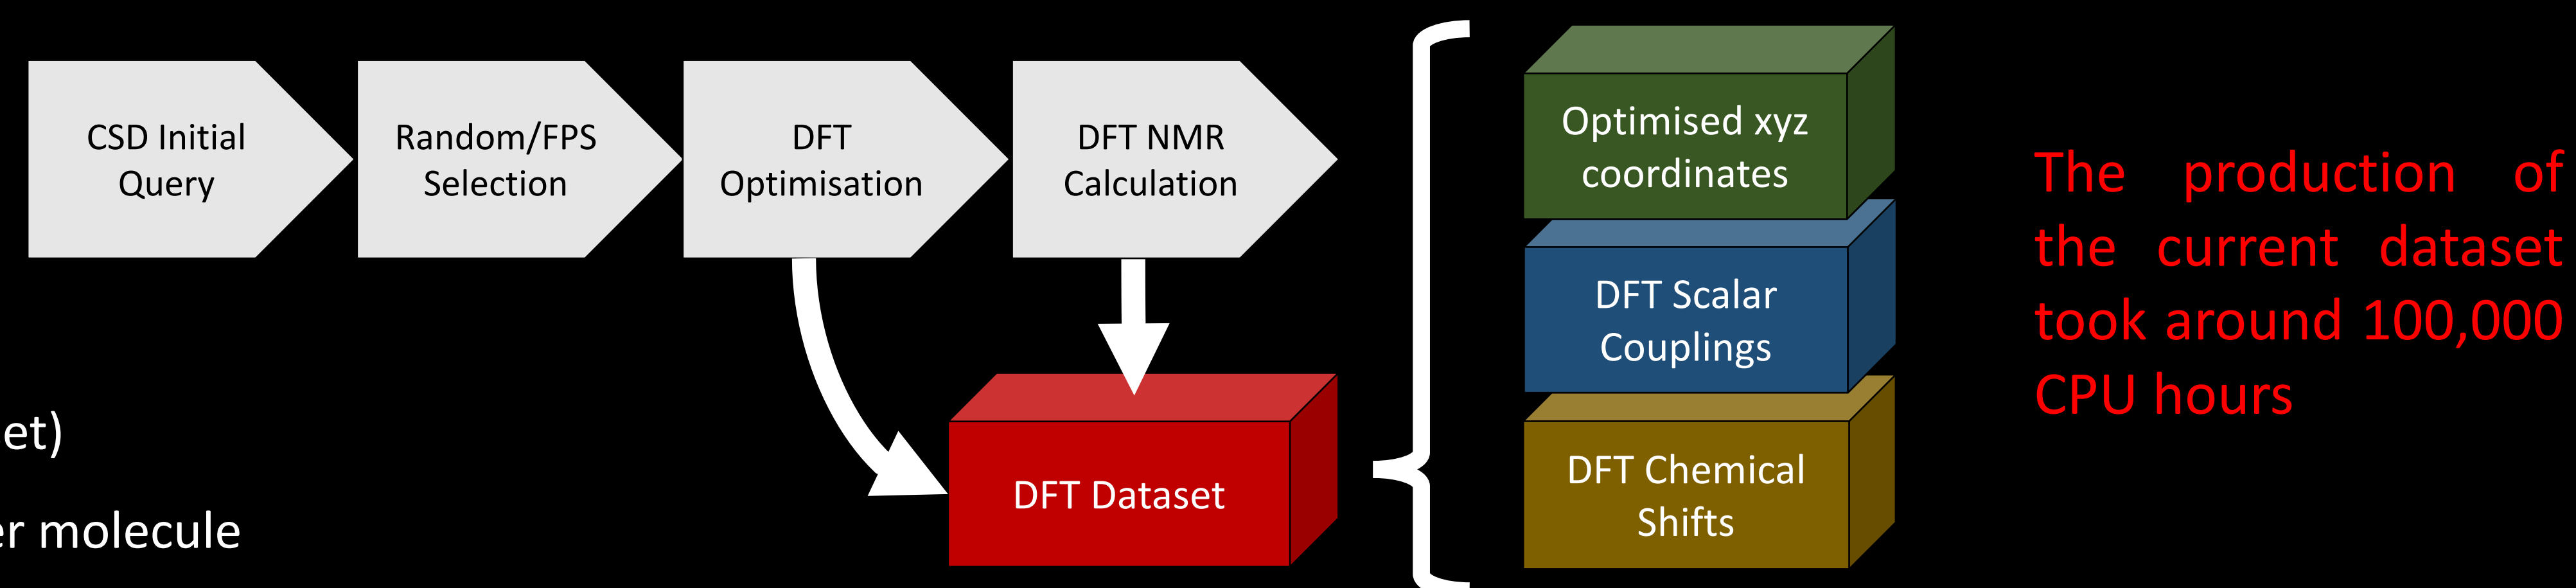 CSD Initial
Query
Random/FPS
Selection
DFT
Optimisation
DFT NMR
Calculation
DFT Dataset
Optimised xyz
coordinates
DFT Scalar
Couplings
DFT Chemical
Shifts
The production of
the current dataset
took around 100,000
CPU hours
et)
er molecule